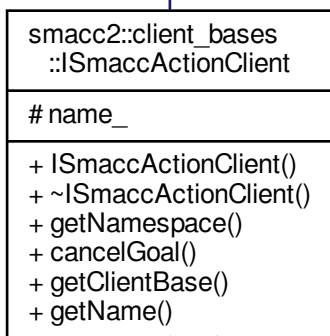 smacc2::client_bases
::ISmaccActionClient
# name_
+ ISmaccActionClient()
+ ~ISmaccActionClient()
+ getNamespace()
+ cancelGoal()
+ getClientBase()
+ getName()